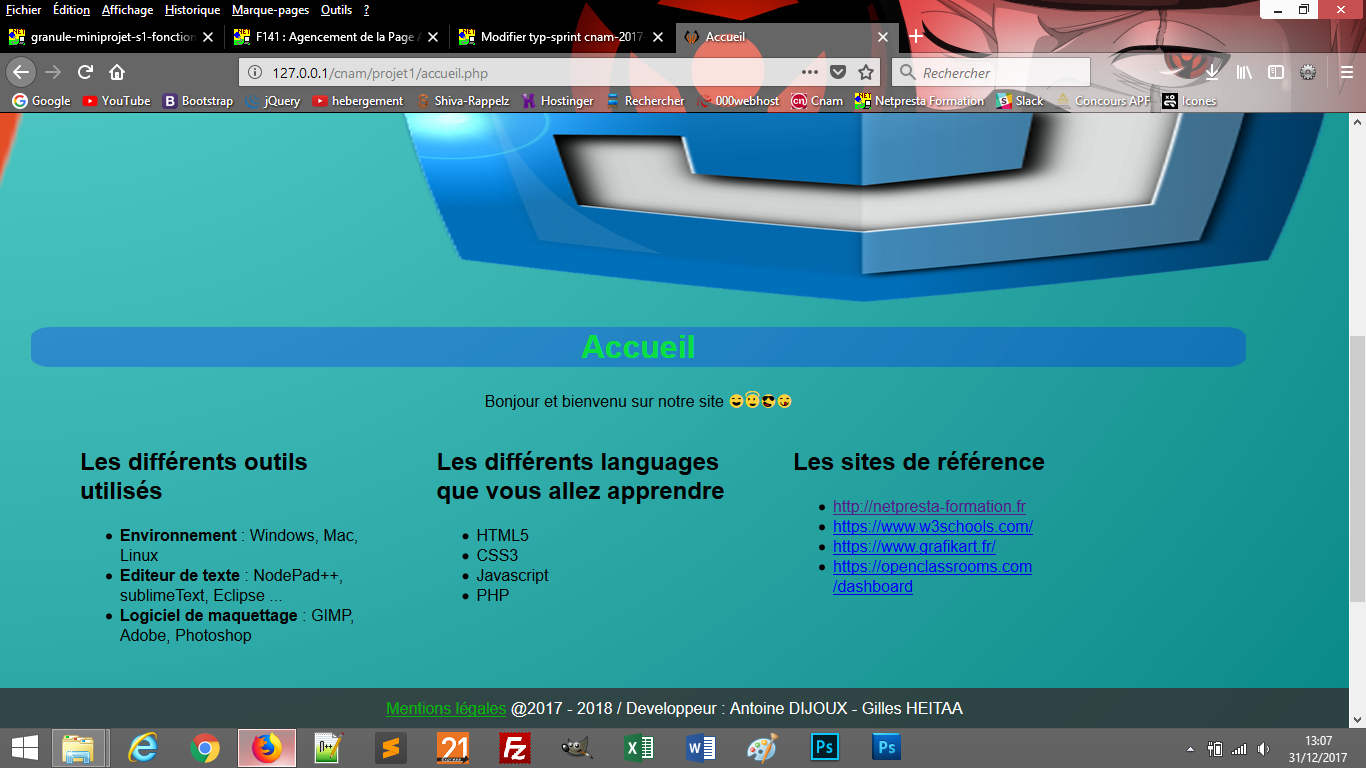 Fichier Édition Affichage Historique Marque-pages Outils ?
granule-miniprojet-s1-fonction
F141 : Agencement de la Page A
Modifier typ-sprint cnam-2017-
Accueil
127.0.0.1/cnam/projet1/accueil.php
Rechercher
Google YouTube Bootstrap jQuery hebergement Shiva-Rappelz Hostinger Rechercher 000webhost Cnam Netpresta Formation Slack Concours APF Icones
Accueil
Bonjour et bienvenu sur notre site 😄😇😎😜
Les différents outils
utilisés
Environnement : Windows, Mac,
Linux
Editeur de texte : NodePad++,
sublimeText, Eclipse ...
Logiciel de maquettage : GIMP,
Adobe, Photoshop
Les différents languages
que vous allez apprendre
HTML5
CSS3
Javascript
PHP
Les sites de référence
http://netpresta-formation.fr
https://www.w3schools.com/
https://www.grafikart.fr/
https://openclassrooms.com
/dashboard
Mentions légales @2017 - 2018 / Developpeur : Antoine DIJOUX - Gilles HEITAA
13:07
31/12/2017